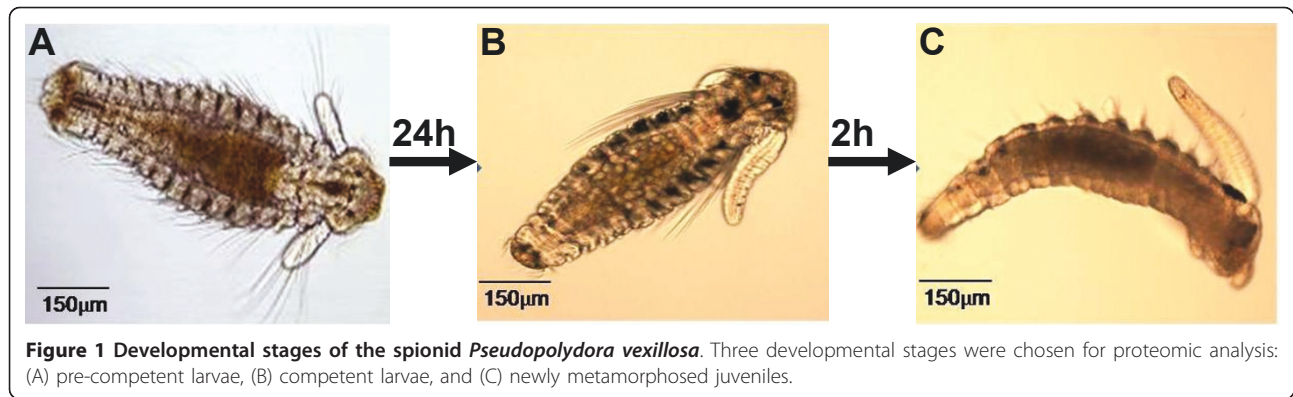 A
B
C
24h
2h
150µm
150µm
150µm
Figure 1 Developmental stages of the spionid Pseudopolydora vexillosa. Three developmental stages were chosen for proteomic analysis:
(A) pre-competent larvae, (B) competent larvae, and (C) newly metamorphosed juveniles.